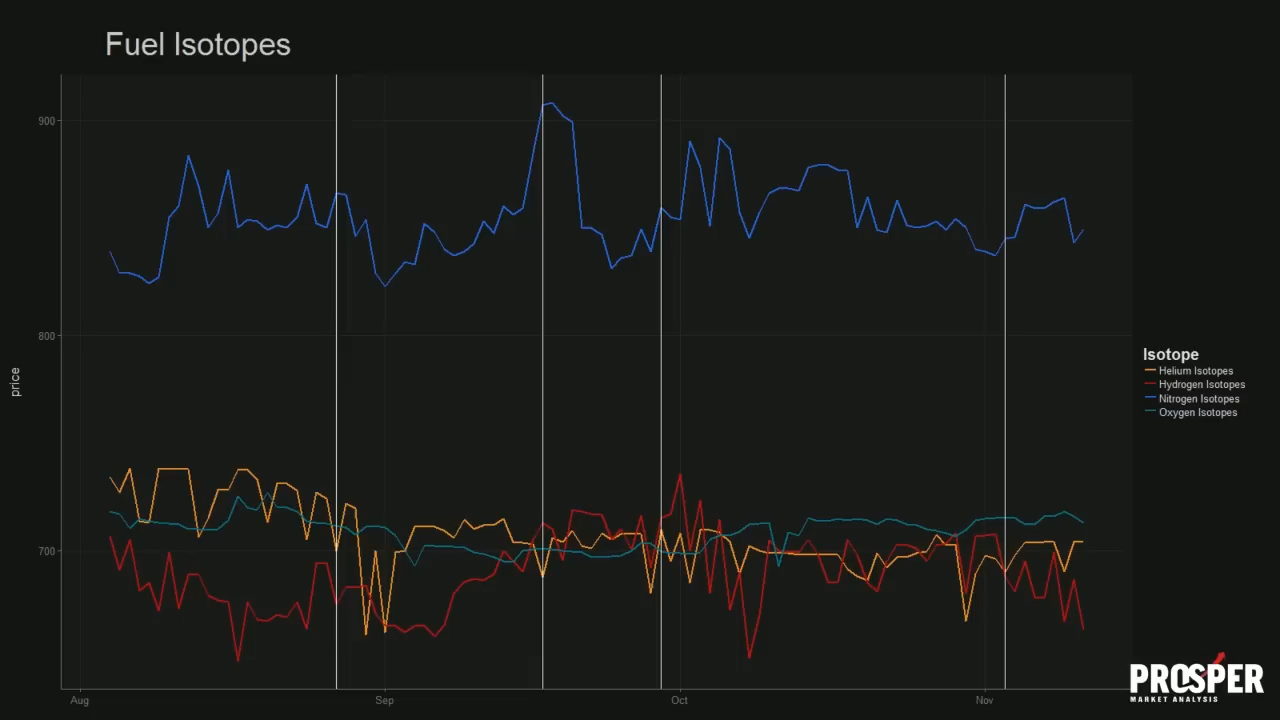 Fuel Isotopes
900
800
700
price
Aug
Sep
Oct
Nov
Isotope
Helium Isotopes
Hydrogen Isotopes
Nitrogen Isotopes
Oxygen Isotopes
PROSPER
MARKET ANALYSIS